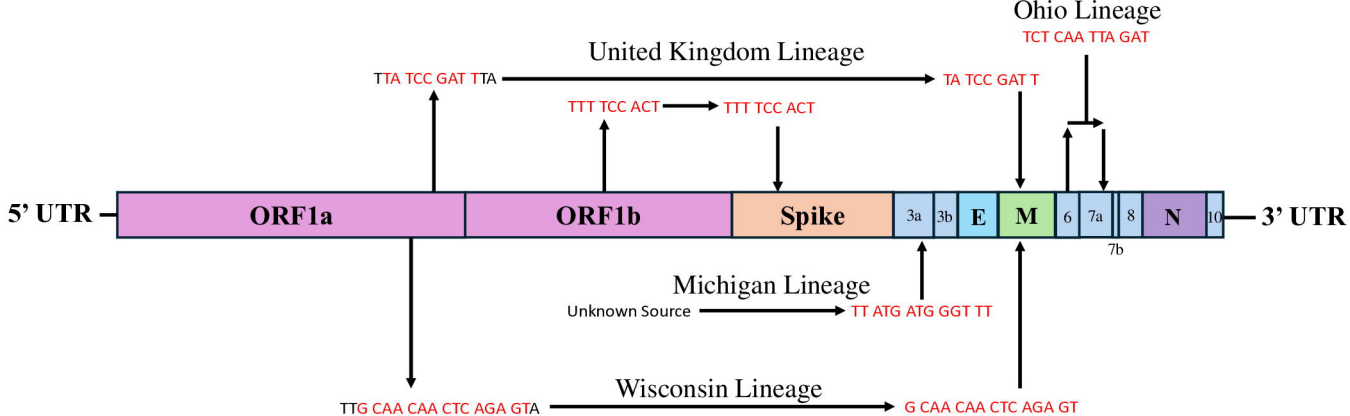 Ohio Lineage
TCT CAA TTA GAT
United Kingdom Lineage
TTA TCC GAT TTA
TA TCC GAT T
TTT TCC ACT
TTT TCC ACT
5’ UTR
ORF1a
ORF1b
Spike
3a
3b
E
M
6
7a
8
N
10
3’ UTR
7b
Michigan Lineage
Unknown Source
TT ATG ATG GGT TT
Wisconsin Lineage
TTG CAA CAA CTC AGA GTA
G CAA CAA CTC AGA GT